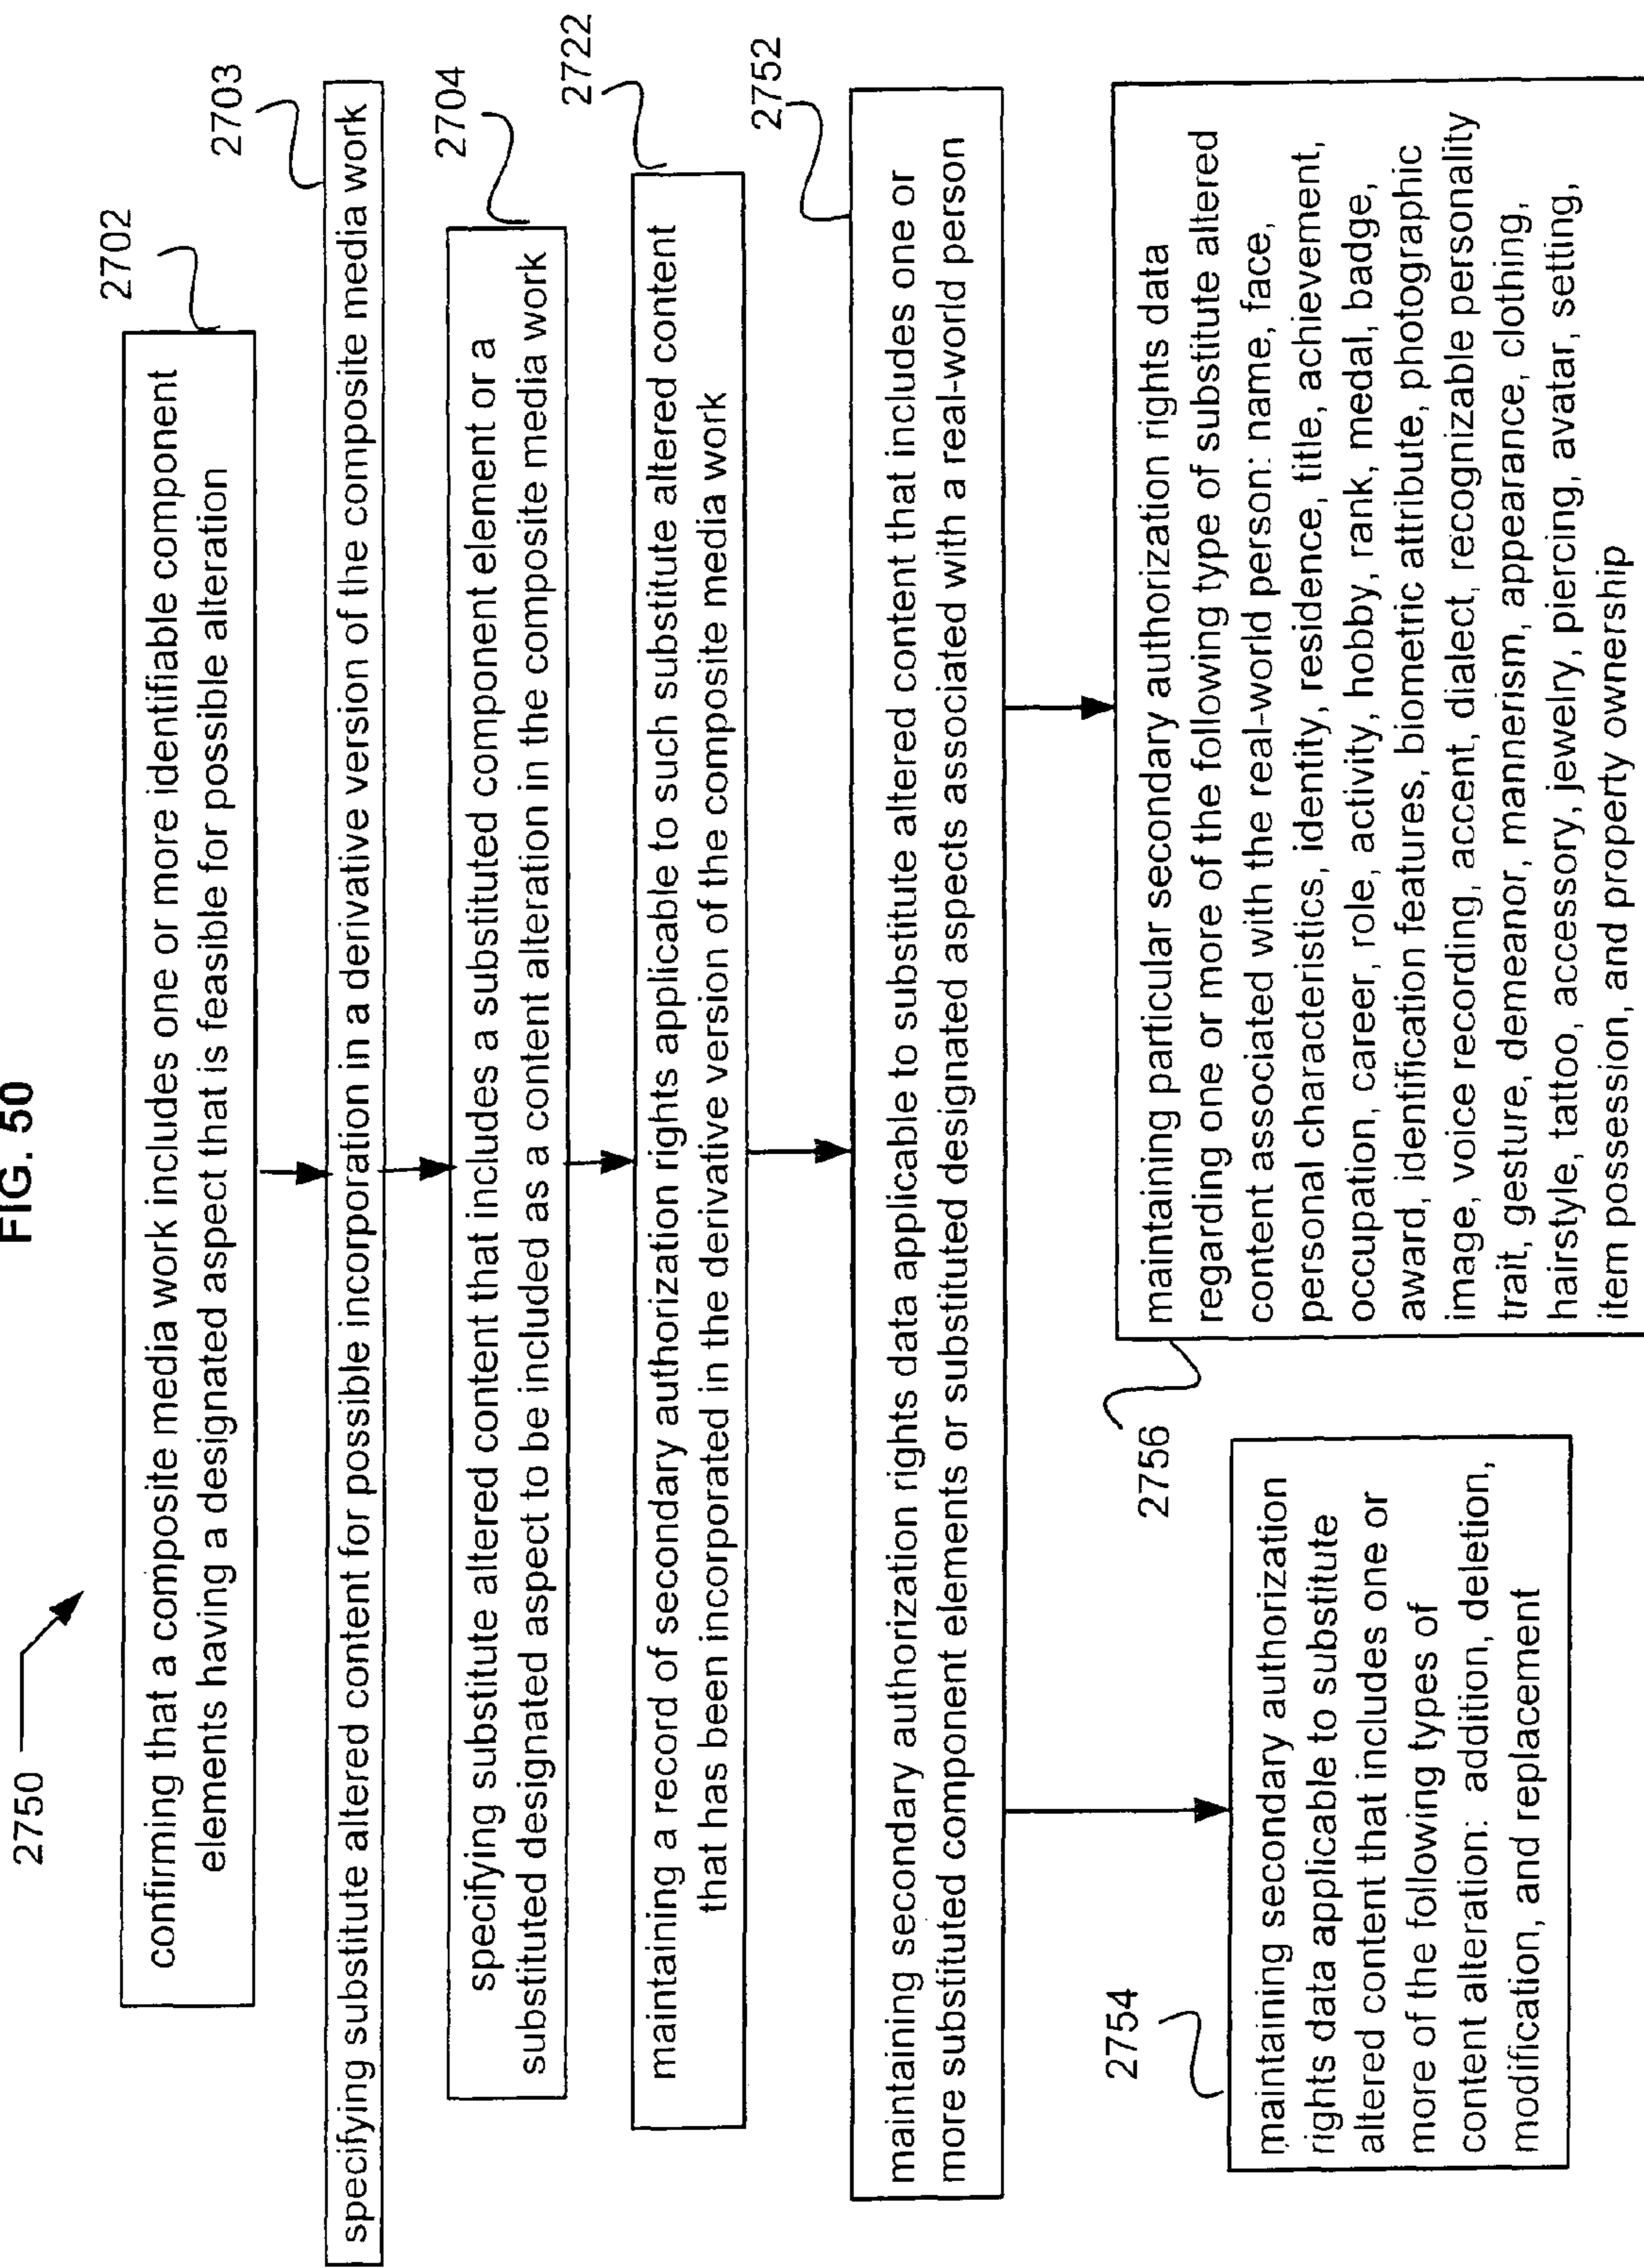 FIG. 50
2750
2702
confirming that a composite media work includes one or more identifiable component
elements having a designated aspect that is feasible for possible alteration
2703
specifying substitute altered content for possible incorporation in a derivative version of the composite media work
2704
specifying substitute altered content that includes a substituted component element or a
substituted designated aspect to be included as a content alteration in the composite media work
2722
maintaining a record of secondary authorization rights applicable to such substitute altered content
that has been incorporated in the derivative version of the composite media work
2752
maintaining secondary authorization rights data applicable to substitute altered content that includes one or
more substituted component elements or substituted designated aspects associated with a real-world person
2754
maintaining secondary authorization
rights data applicable to substitute
altered content that includes one or
more of the following types of
content alteration: addition, deletion,
modification, and replacement
2756
maintaining particular secondary authorization rights data
regarding one or more of the following type of substitute altered
content associated with the real-world person: name, face,
personal characteristics, identity, residence, title, achievement,
occupation, career, role, activity, hobby, rank, medal, badge,
award, identification features, biometric attribute, photographic
image, voice recording, accent, dialect, recognizable personality
trait, gesture, demeanor, mannerism, appearance, clothing,
hairstyle, tattoo, accessory, jewelry, piercing, avatar, setting,
item possession, and property ownership